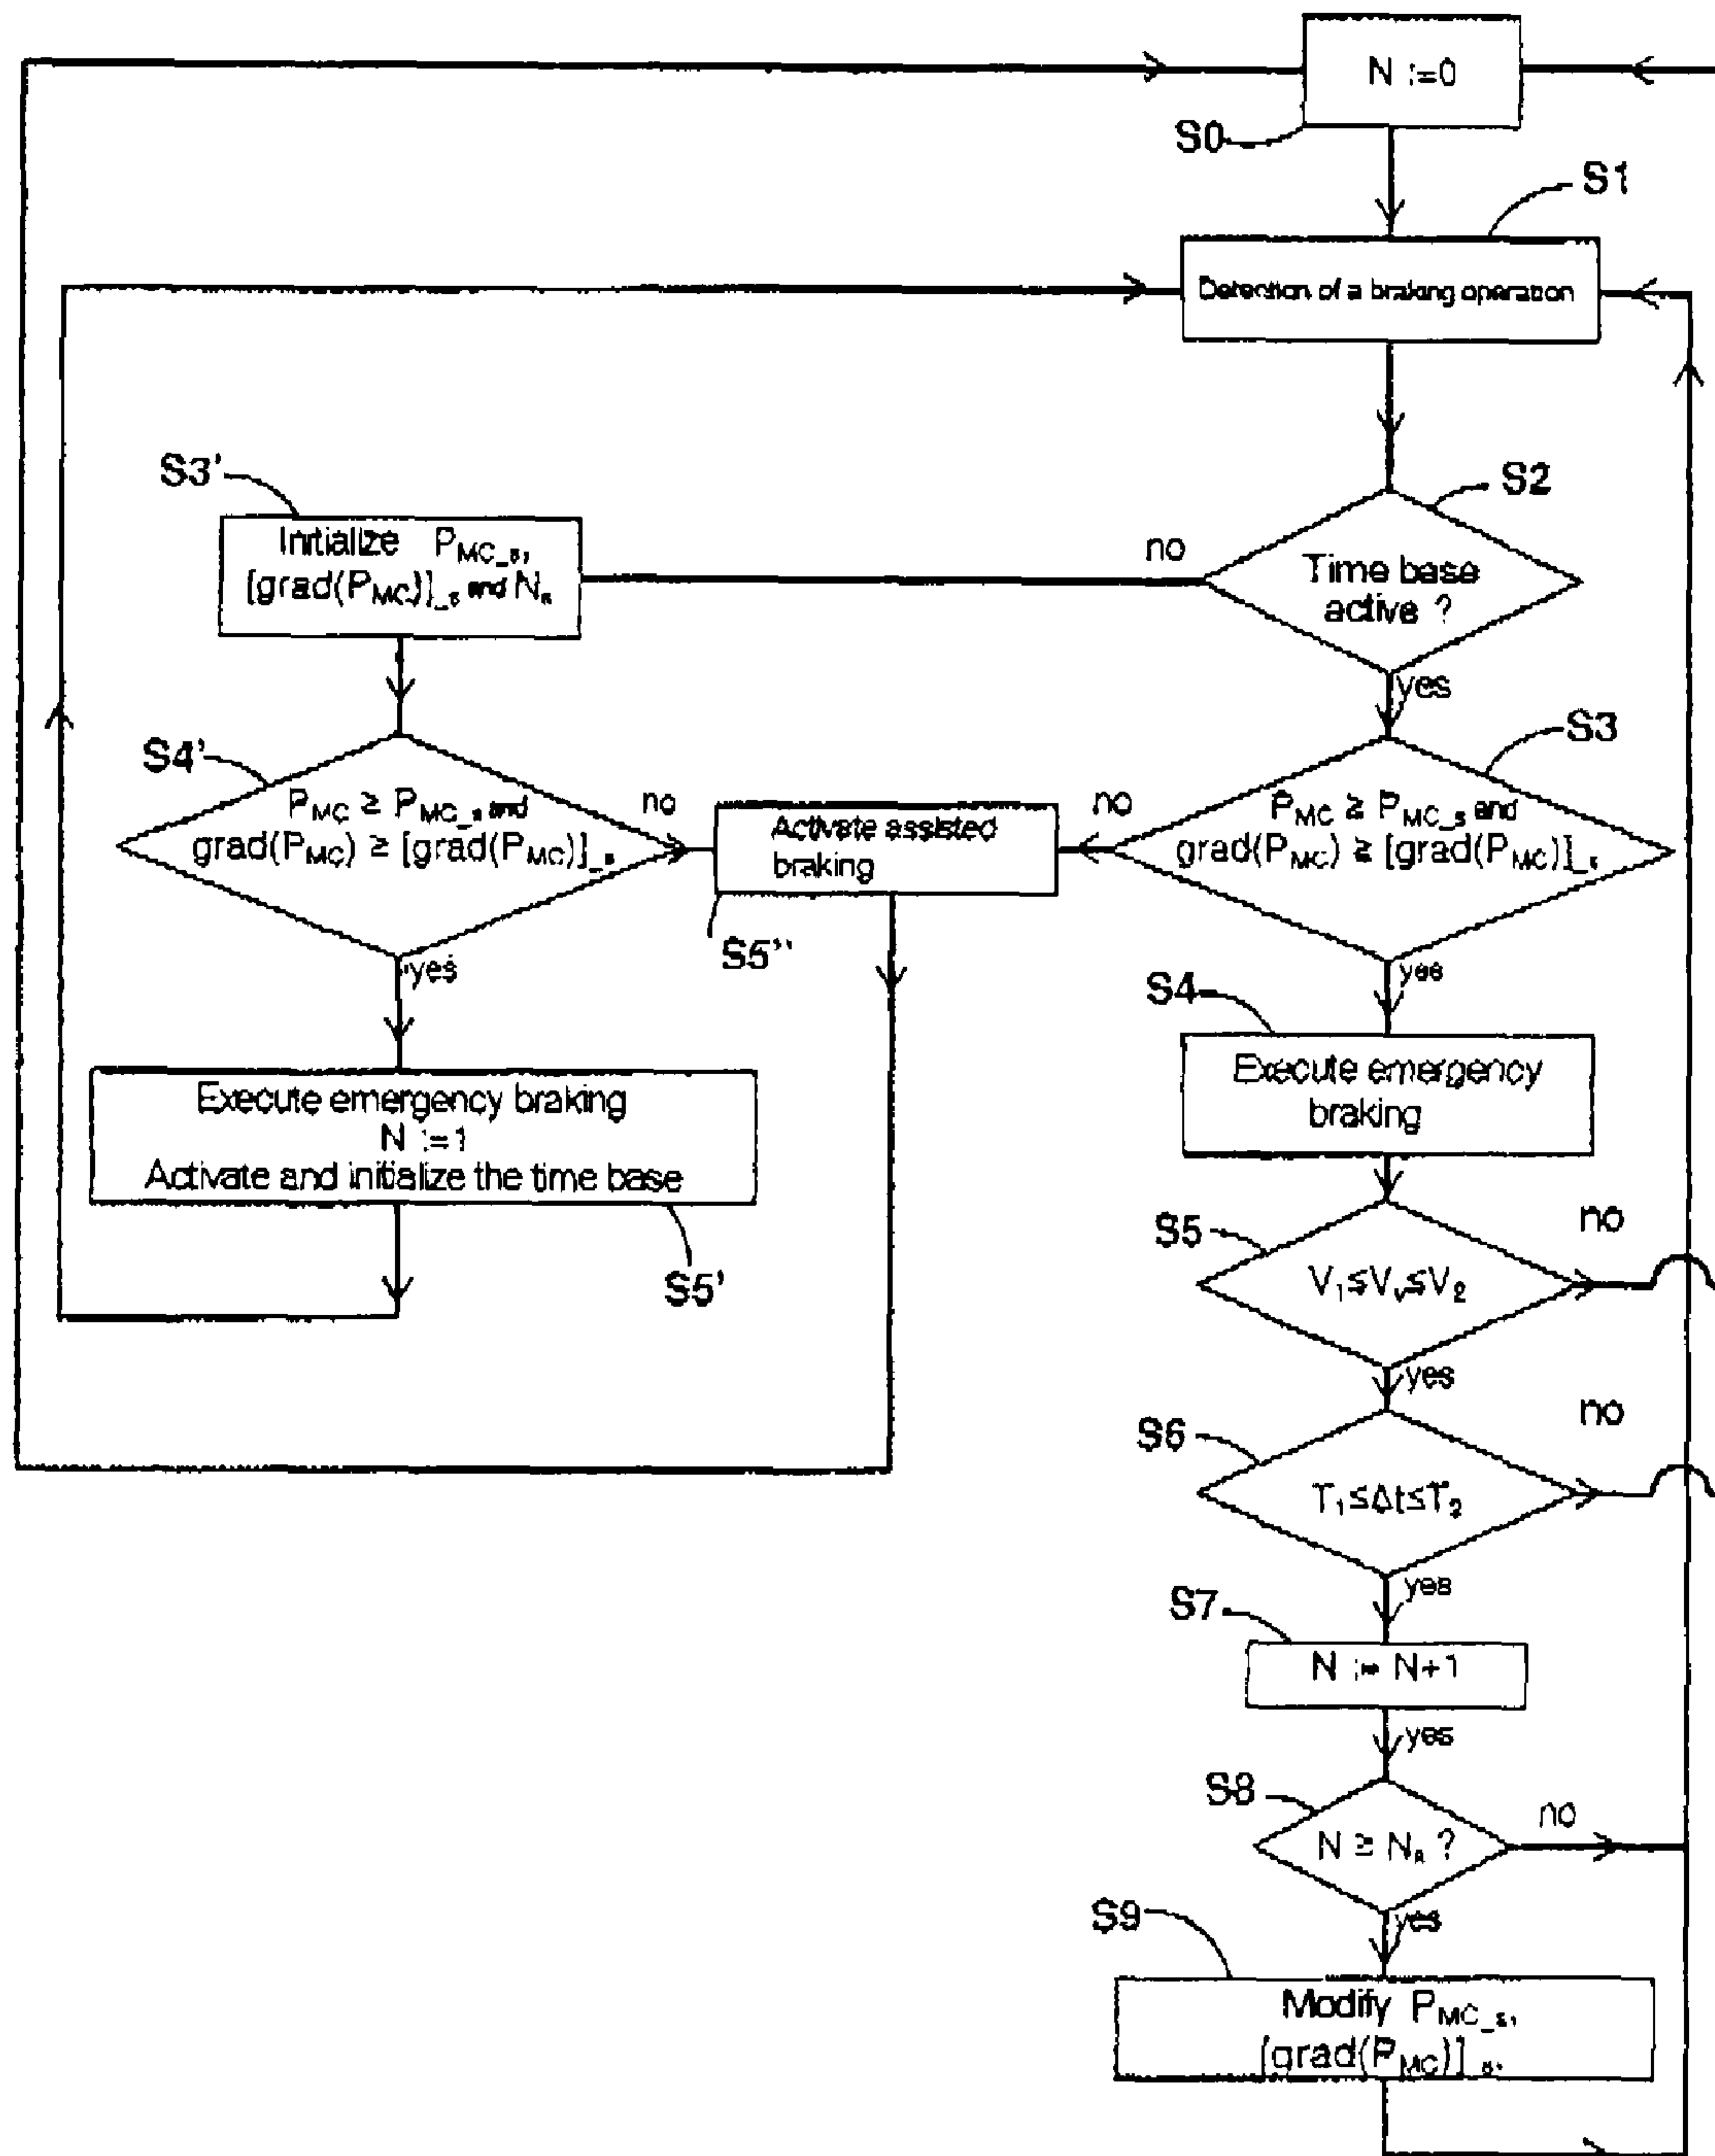 N :=0
S0
S1
Detection of a braking operation
S2
Time base
active ?
no
yes
S3'
Initialize P_MC_s,
[grad(P_MC)]_s and N_s
S4'
P_MC ≥ P_MC_s and
grad(P_MC) ≥ [grad(P_MC)]_s
no
yes
Activate assisted
braking
S5''
S3
P_MC ≥ P_MC_s and
grad(P_MC) ≥ [grad(P_MC)]_s
no
yes
Execute emergency braking
N :=1
Activate and initialize the time base
S5'
S4
Execute emergency
braking
S5
V₁≤Vᵥ≤V₂
no
yes
S6
T₁≤Δt≤T₂
no
yes
S7
N := N+1
yes
S8
N ≥ N_s ?
no
yes
S9
Modify P_MC_s,
[grad(P_MC)]_s,